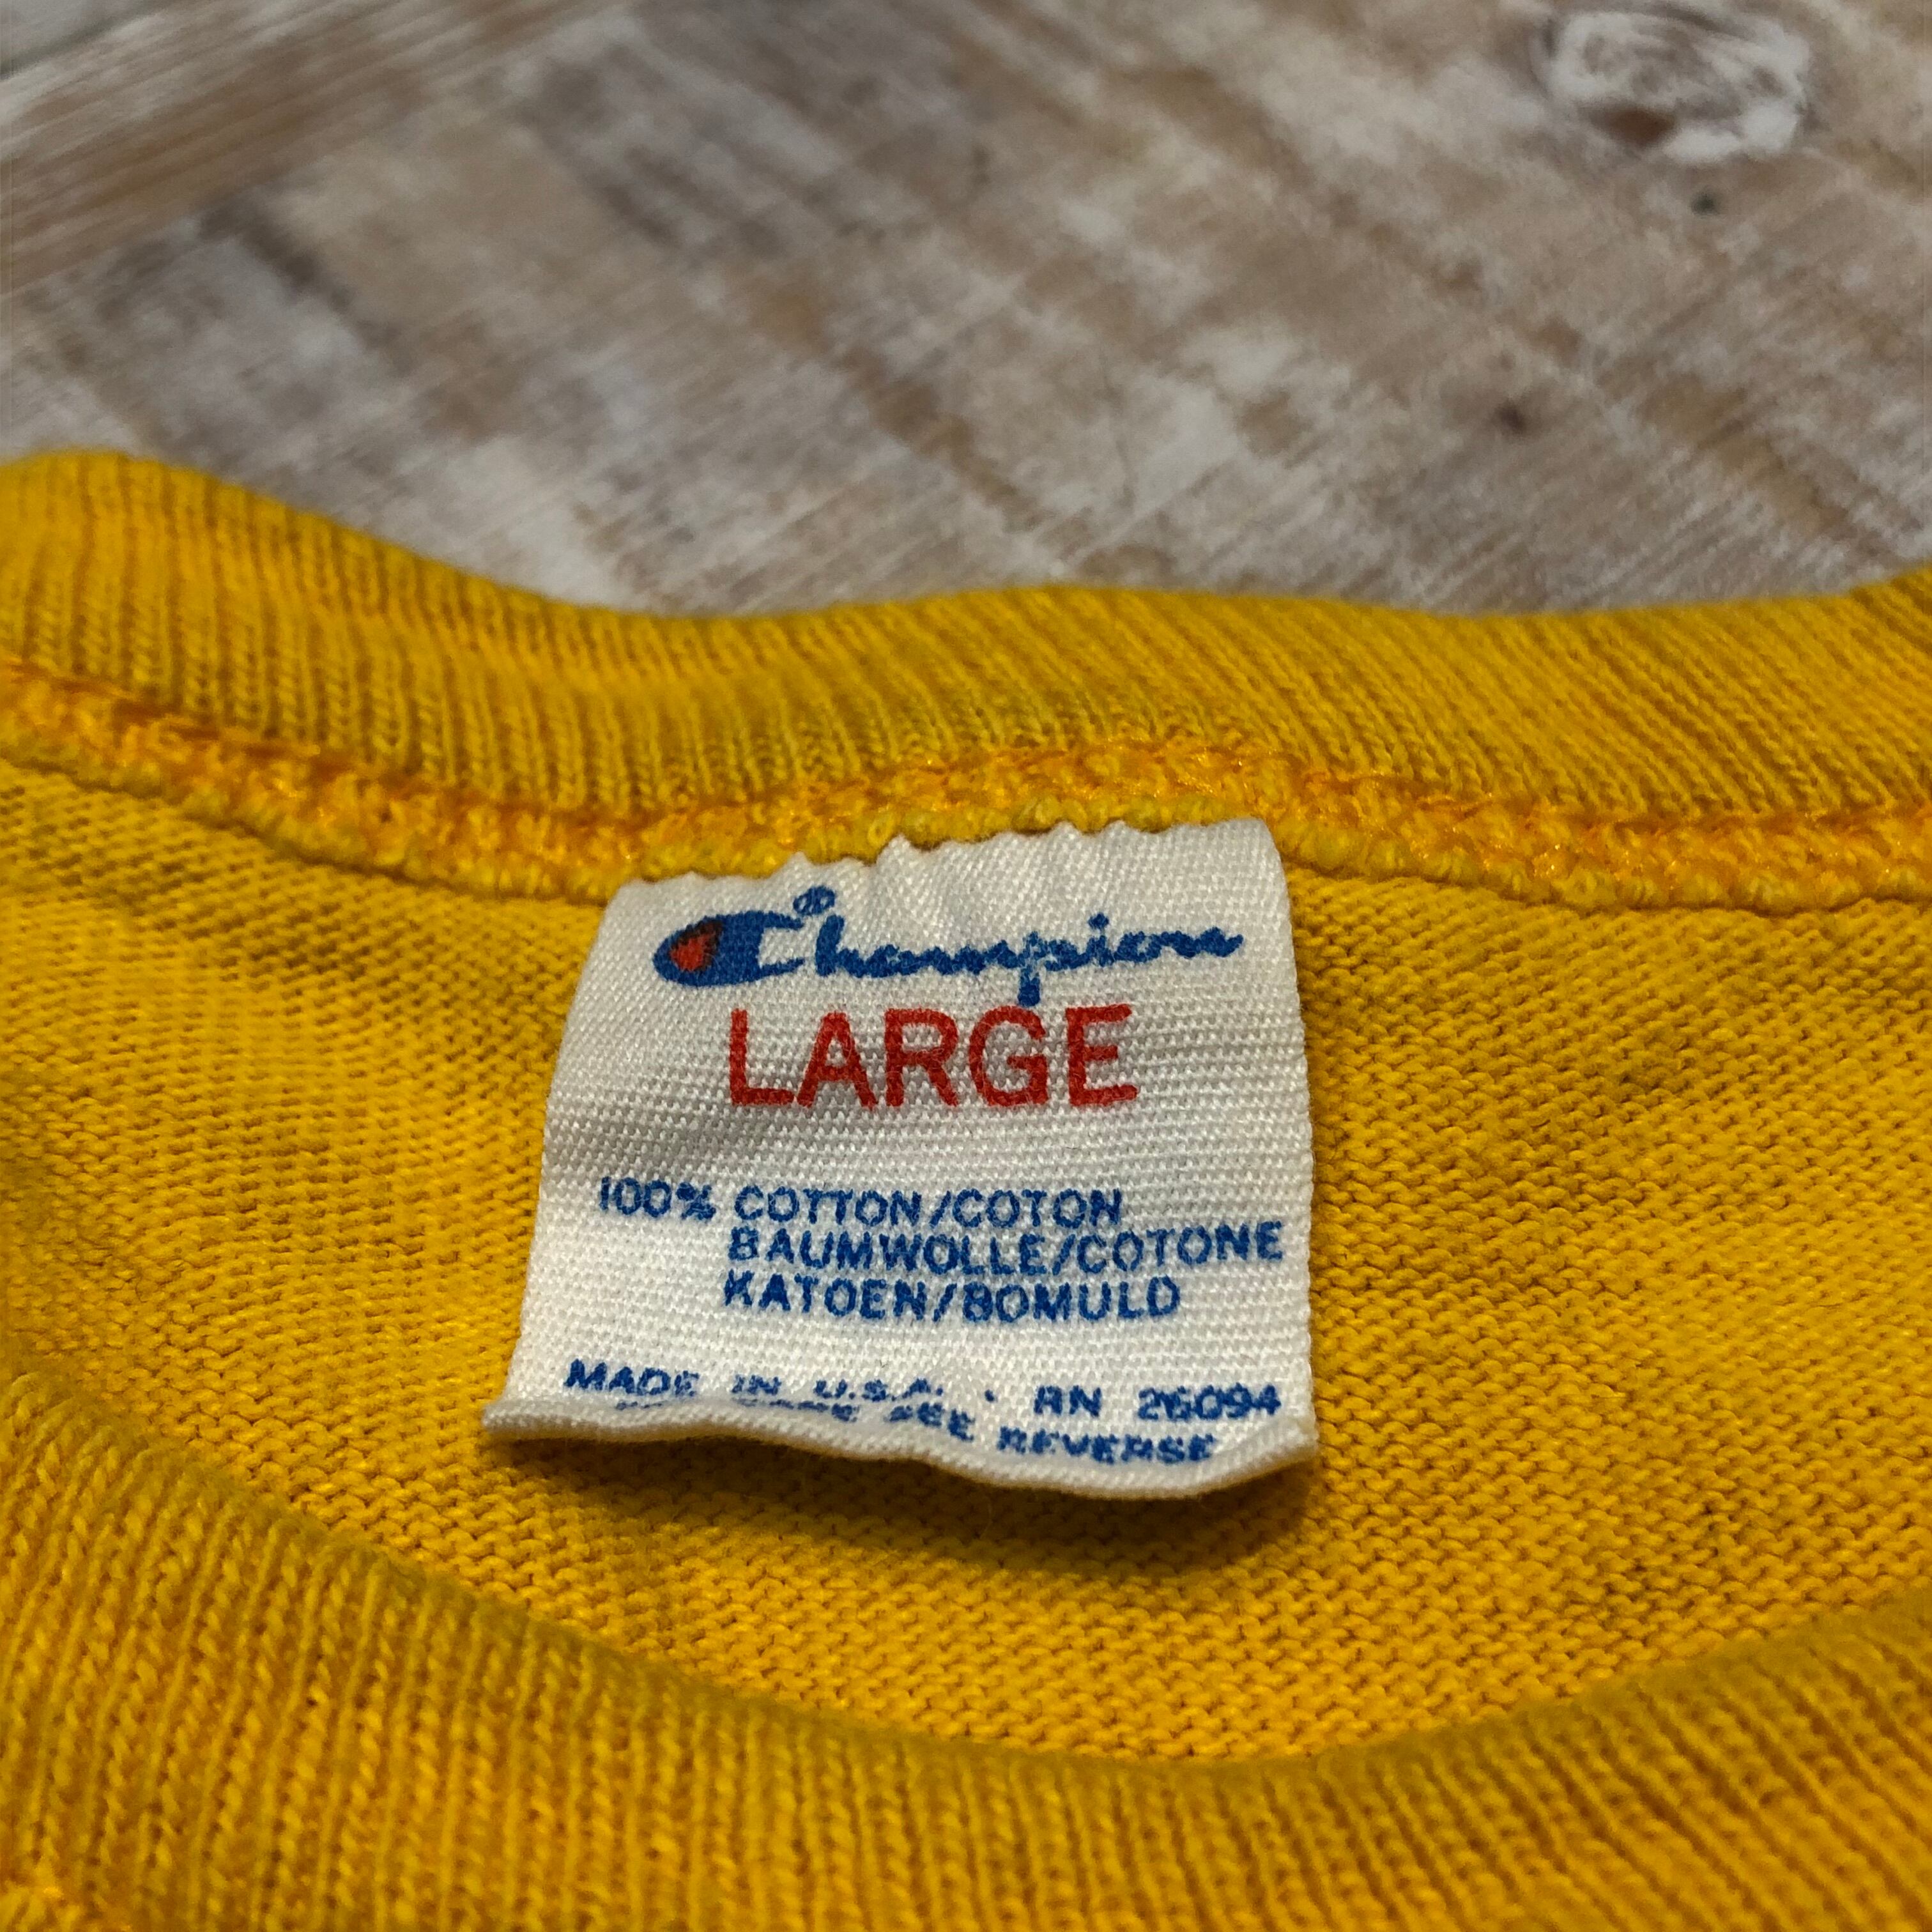 Champion®
LARGE
100% COTTON/COTON
BAUMWOLLE/COTONE
KATOEN/BOMULD
MADE IN U.S.A. · RN 26094
SEE REVERSE